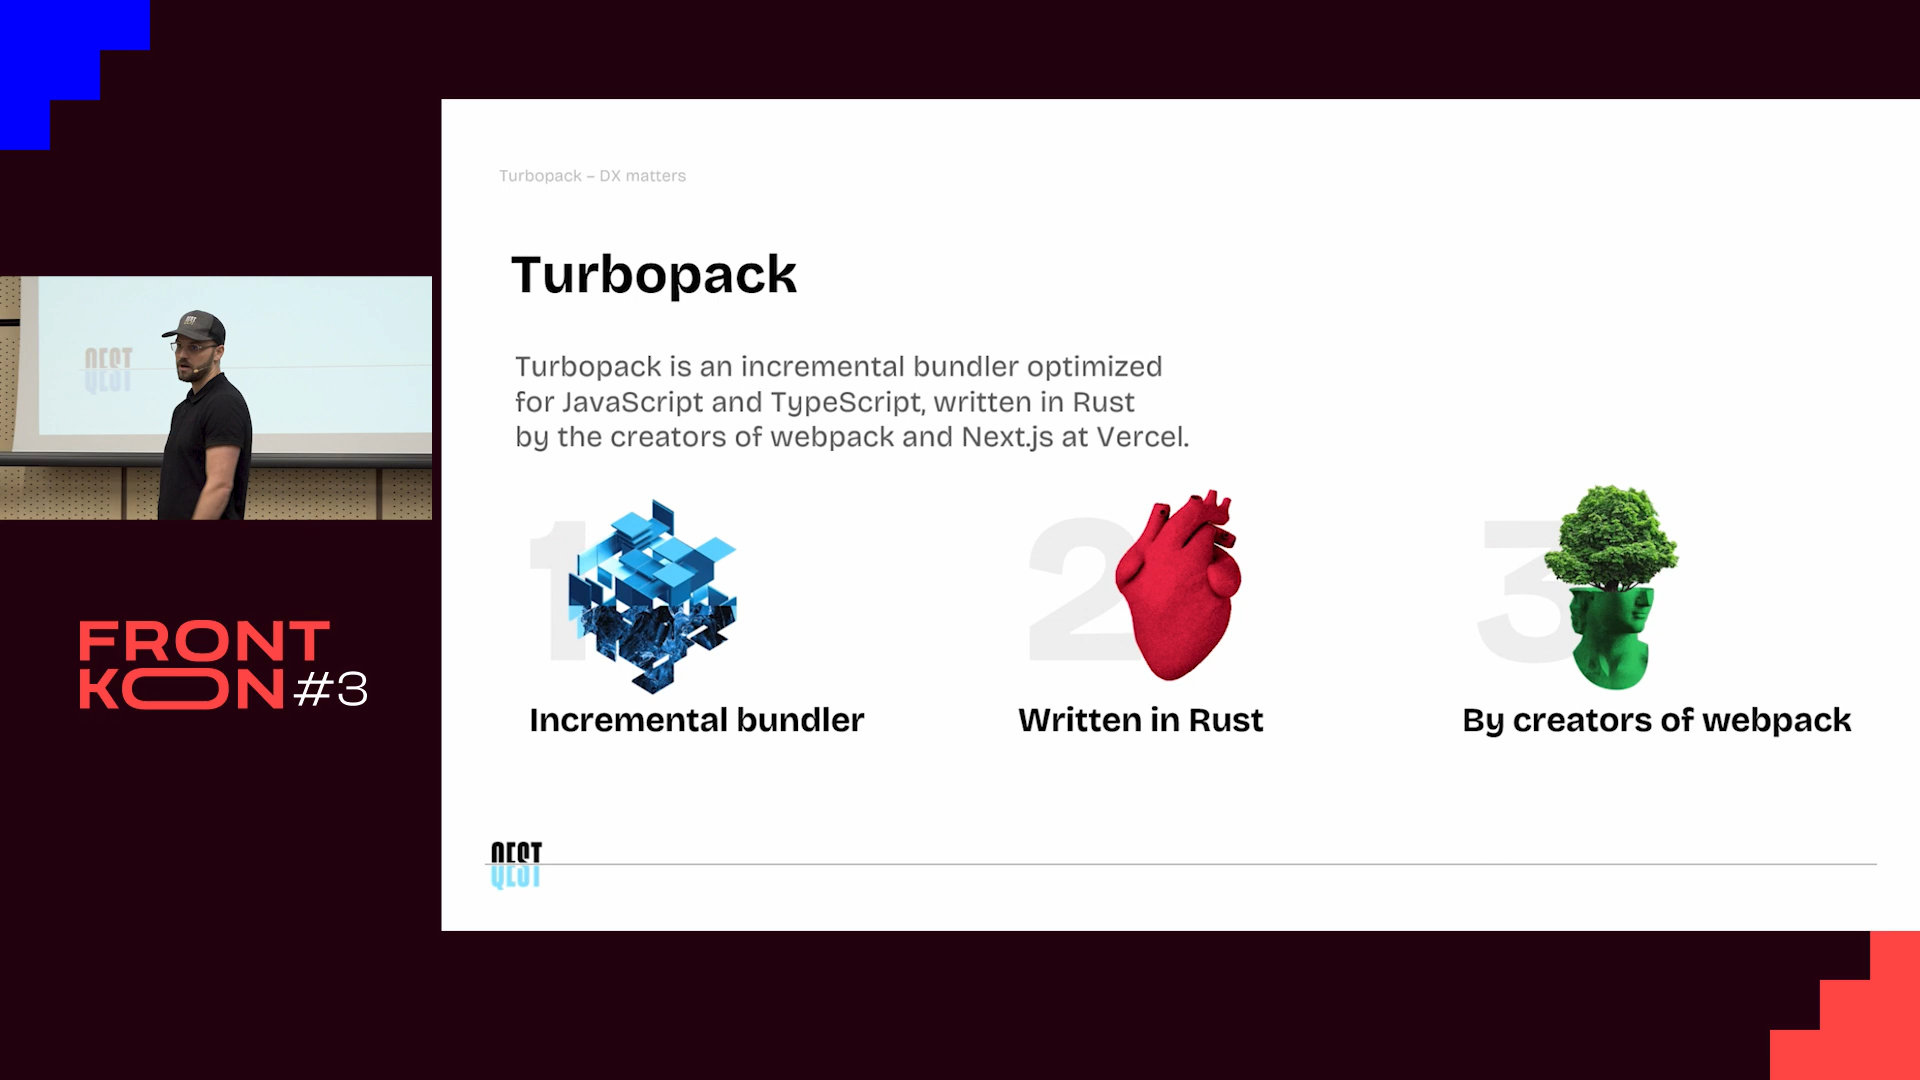 Turbopack – DX matters
Turbopack
Turbopack is an incremental bundler optimized
for JavaScript and TypeScript, written in Rust
by the creators of webpack and Next.js at Vercel.
1
2
3
Incremental bundler
Written in Rust
By creators of webpack
QEST
QEST
FRONT
KON #3